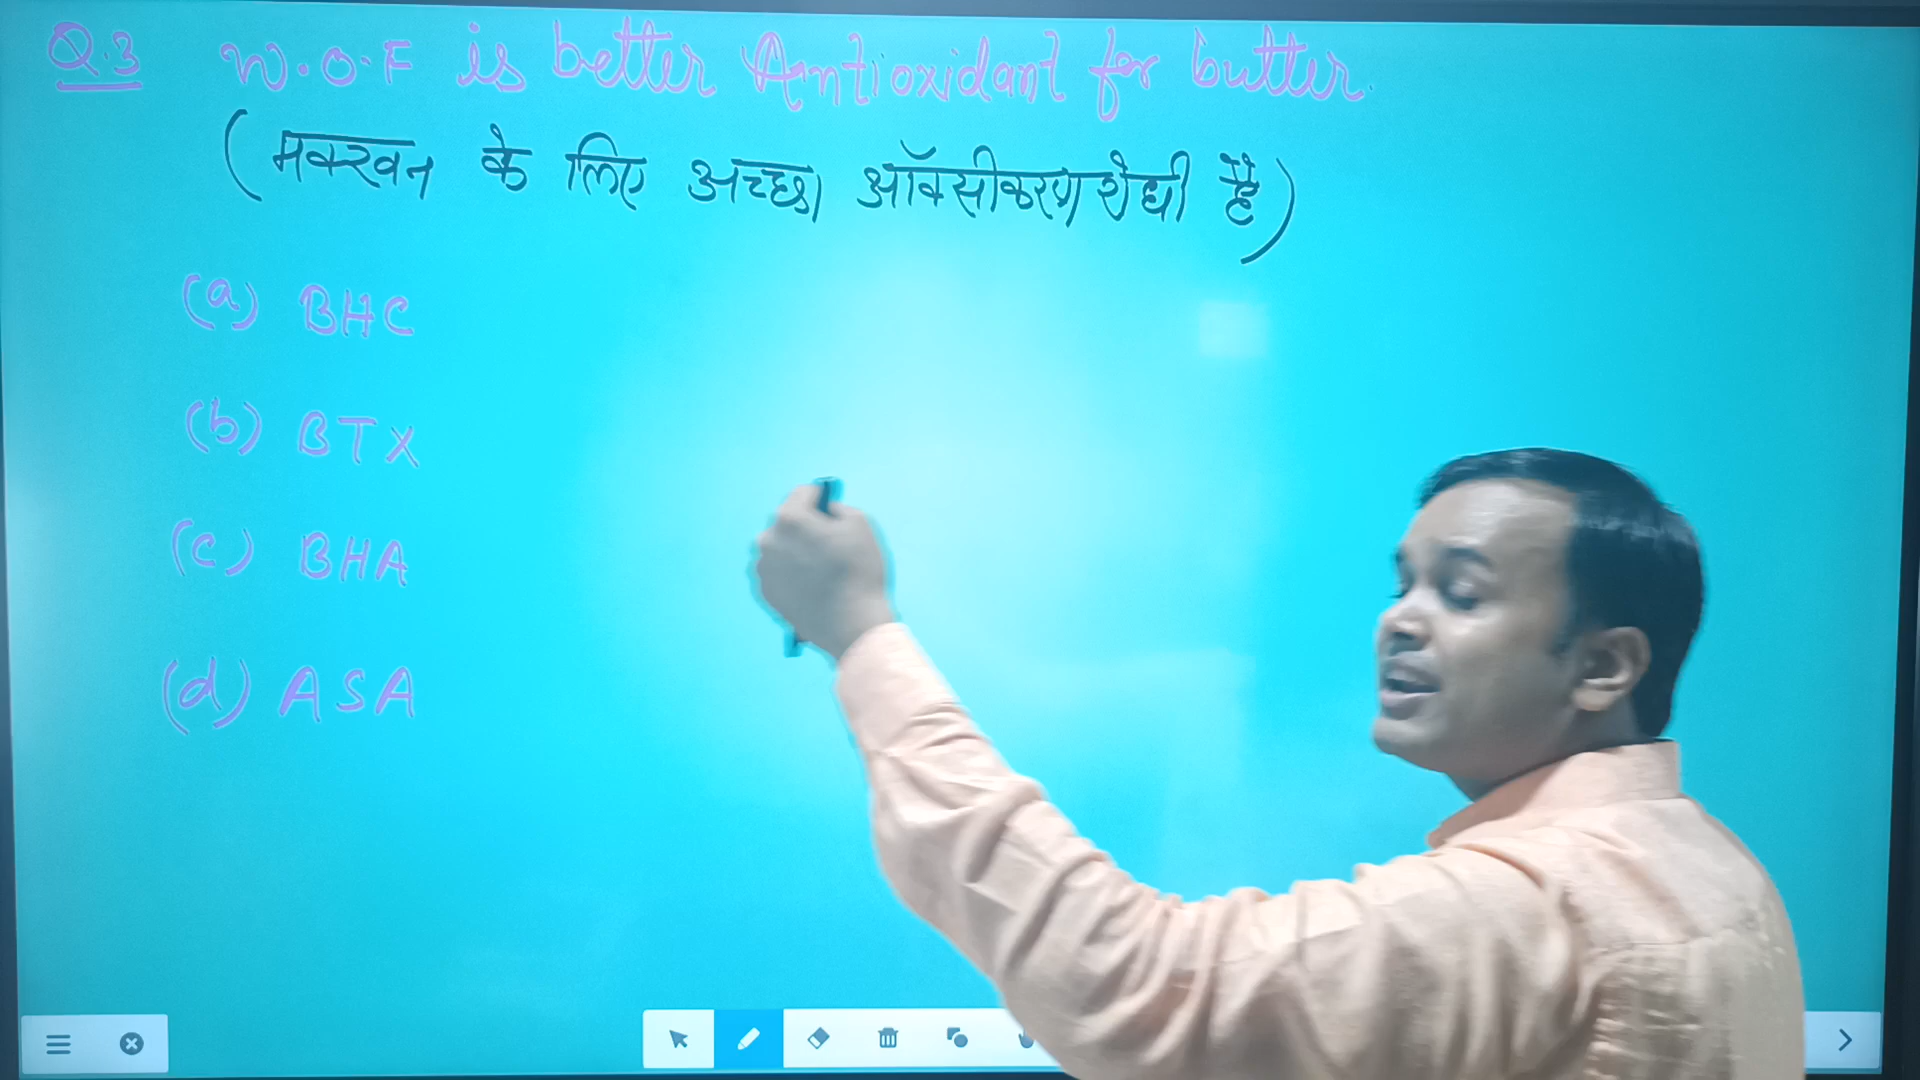 Q.3 W.O.F is better Antioxidant for butter.
(मक्खन के लिए अच्छा ऑक्सीकरणरोधी है)
(a) BHC
(b) BTX
(c) BHA
(d) ASA